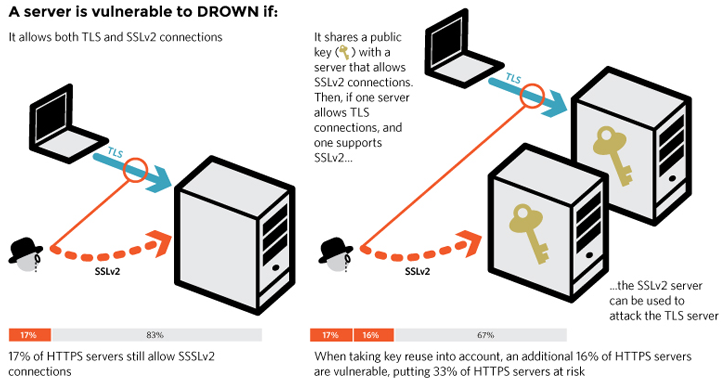 A server is vulnerable to DROWN if:
It allows both TLS and SSLv2 connections
TLS
SSLv2
17%
83%
17% of HTTPS servers still allow SSSLv2
connections
It shares a public
key ( ) with a
server that allows
SSLv2 connections.
Then, if one server
allows TLS
connections, and
one supports
SSLv2...
TLS
SSLv2
...the SSLv2 server
can be used to
attack the TLS server
17%
16%
67%
When taking key reuse into account, an additional 16% of HTTPS servers
are vulnerable, putting 33% of HTTPS servers at risk